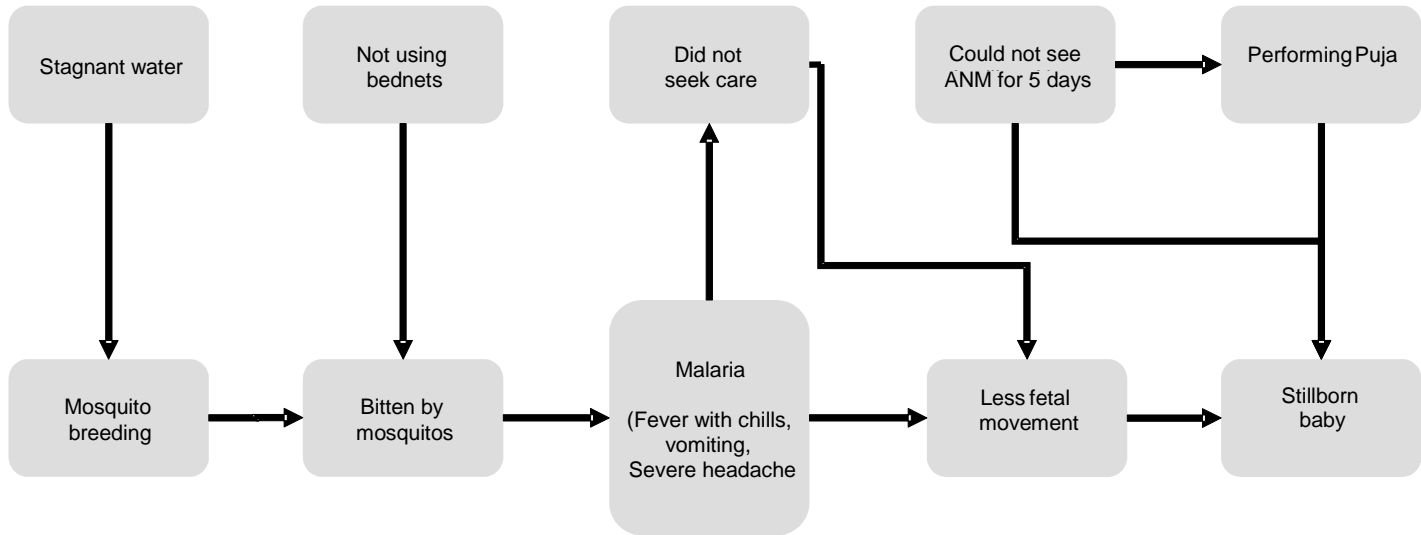 Stagnant water
Not using
bednets
Did not
seek care
Could not see
ANM for 5 days
Performing Puja
Mosquito
breeding
Bitten by
mosquitos
Malaria
(Fever with chills,
vomiting,
Severe headache
Less fetal
movement
Stillborn
baby